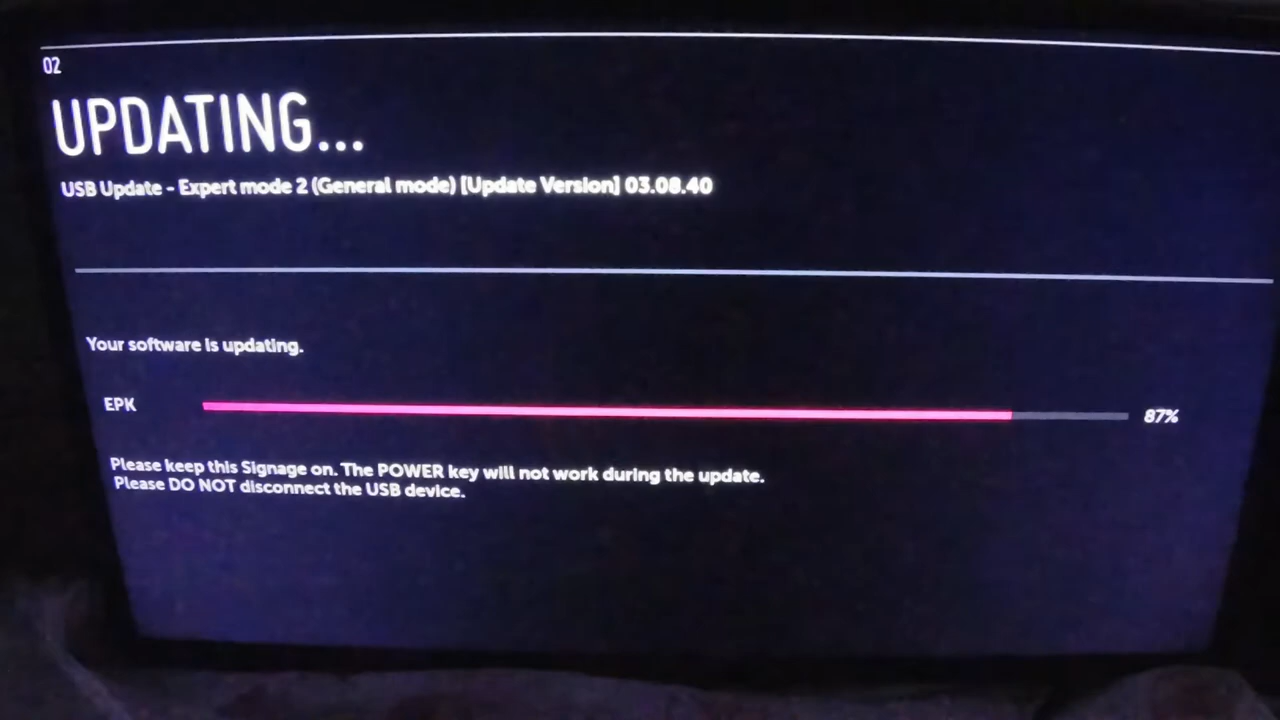 02
UPDATING...
USB Update - Expert mode 2 (General mode) [Update Version] 03.08.40
Your software is updating.
EPK 87%
Please keep this Signage on. The POWER key will not work during the update.
Please DO NOT disconnect the USB device.